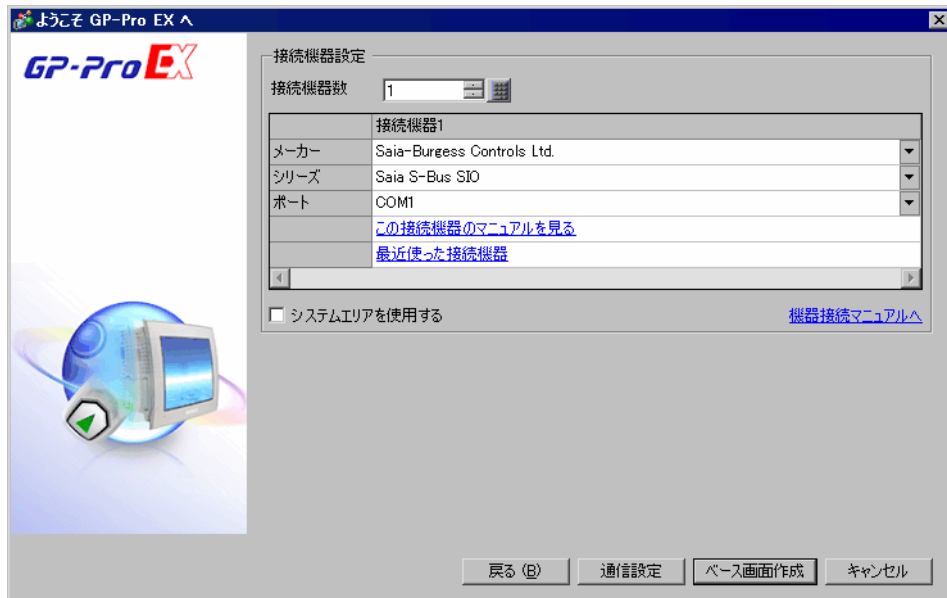 ようこそ GP-Pro EX へ
GP-Pro EX
接続機器設定
接続機器数 1
接続機器1
メーカー Saia-Burgess Controls Ltd.
シリーズ Saia S-Bus SIO
ポート COM1
この接続機器のマニュアルを見る
最近使った接続機器
システムエリアを使用する 機器接続マニュアルへ
戻る (B) 通信設定 ベース画面作成 キャンセル